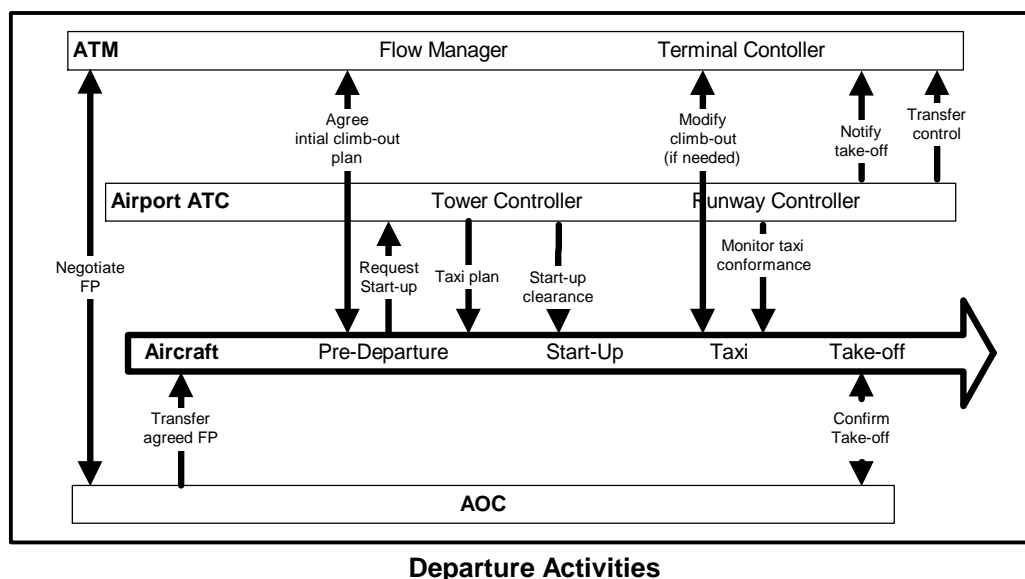 ATM Flow Manager Terminal Contoller
Agree
intial climb-out
plan
Modify
climb-out
(if needed)
Notify
take-off
Transfer
control
Airport ATC Tower Controller Runway Controller
Negotiate
FP
Request
Start-up
Taxi plan
Start-up
clearance
Monitor taxi
conformance
Aircraft Pre-Departure Start-Up Taxi Take-off
Transfer
agreed FP
Confirm
Take-off
AOC
Departure Activities